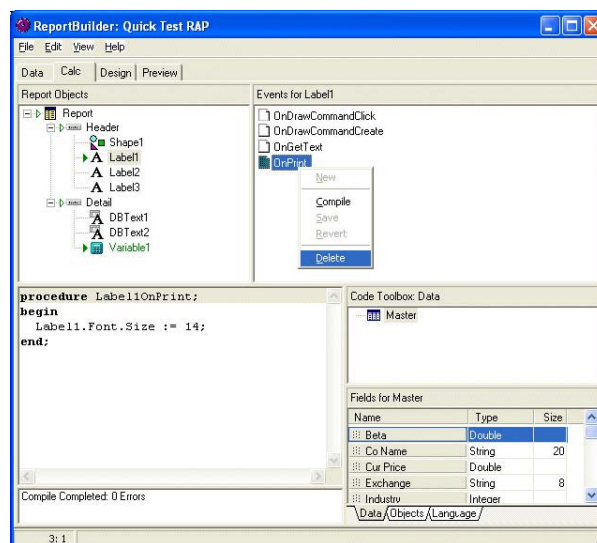 ReportBuilder: Quick Test RAP
File Edit View Help
Data Calc Design Preview
Report Objects
Report
Header
Shape1
Label1
Label2
Label3
Detail
DBText1
DBText2
Variable1
Events for Label1
OnDrawCommandClick
OnDrawCommandCreate
OnGetText
OnPrint
New
Compile
Save
Revert
Delete
procedure Label1OnPrint;
begin
Label1.Font.Size := 14;
end;
Code Toolbox: Data
Master
Fields for Master
Name Type Size
Beta Double
Co Name String 20
Cur Price Double
Exchange String 8
Industry Integer
Data Objects Language
Compile Completed: 0 Errors
3: 1